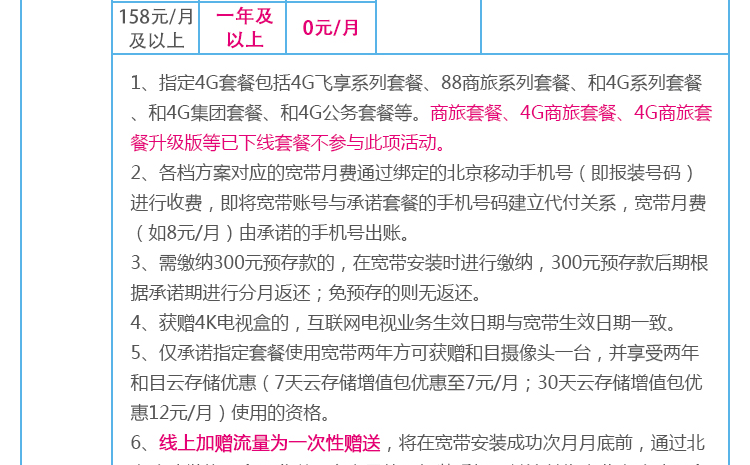 158元/月
及以上
一年及
以上
0元/月
1、指定4G套餐包括4G飞享系列套餐、88商旅系列套餐、和4G系列套餐
、和4G集团套餐、和4G公务套餐等。商旅套餐、4G商旅套餐、4G商旅套
餐升级版等已下线套餐不参与此项活动。
2、各档方案对应的宽带月费通过绑定的北京移动手机号（即报装号码）
进行收费，即将宽带账号与承诺套餐的手机号码建立代付关系，宽带月费
（如8元/月）由承诺的手机号出账。
3、需缴纳300元预存款的，在宽带安装时进行缴纳，300元预存款后期根
据承诺期进行分月返还；免预存的则无返还。
4、获赠4K电视盒的，互联网电视业务生效日期与宽带生效日期一致。
5、仅承诺指定套餐使用宽带两年方可获赠和目摄像头一台，并享受两年
和目云存储优惠（7天云存储增值包优惠至7元/月；30天云存储增值包优
惠12元/月）使用的资格。
6、线上加赠流量为一次性赠送，将在宽带安装成功次月月底前，通过北